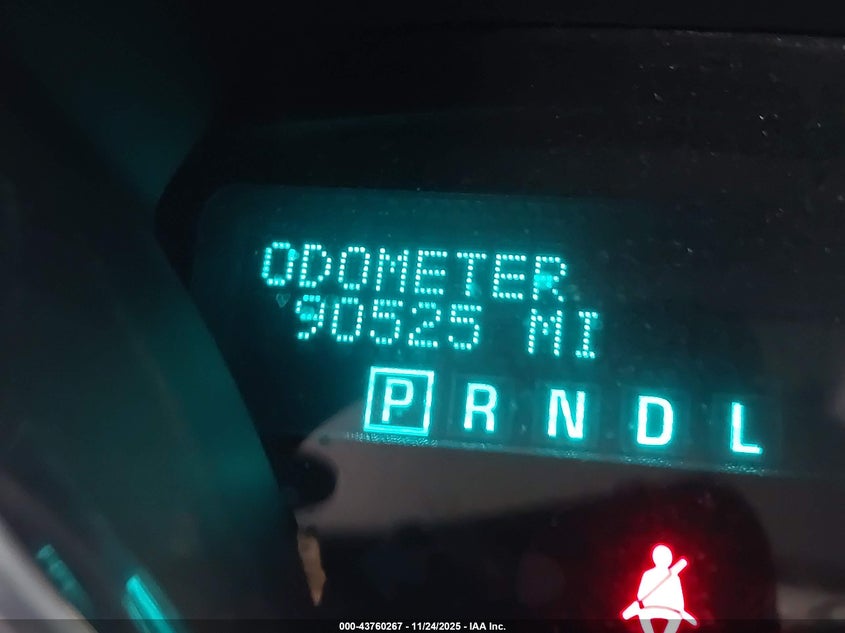 ODOMETER
90525 MI
P R N D L
000-43760267 - 11/24/2025 - IAA Inc.